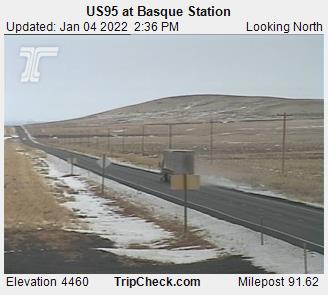 US95 at Basque Station
Updated: Jan 04 2022  2:36 PM
Looking North
Elevation 4460
TripCheck.com
Milepost 91.62